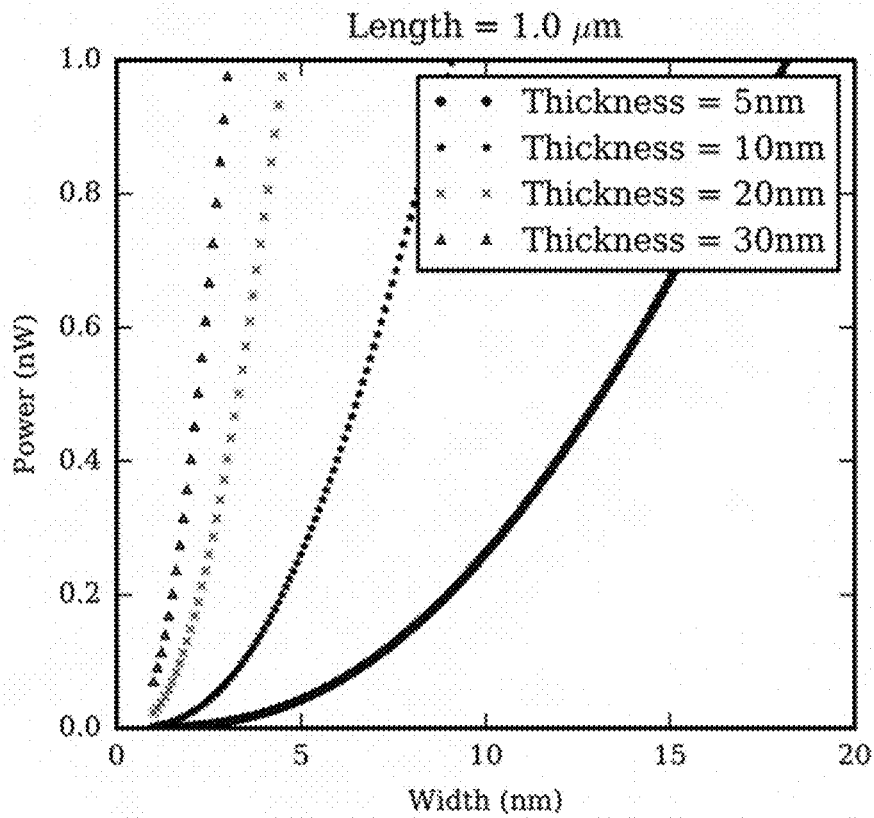 Length = 1.0 μm
1.0
0.8
0.6
0.4
0.2
0.0
Power (nW)
Thickness = 5nm
Thickness = 10nm
Thickness = 20nm
Thickness = 30nm
0 5 10 15 20
Width (nm)